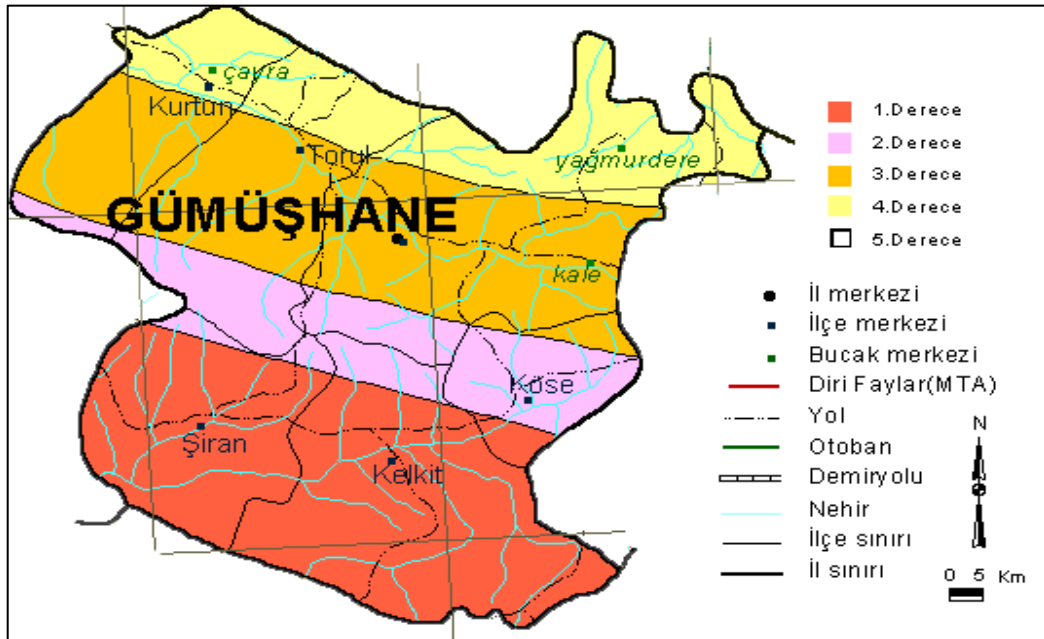 çayra
Kurtun
Torul
yağmurdere
GÜMÜŞHANE
kale
Köse
Şiran
Kelkit
1.Derece
2.Derece
3.Derece
4.Derece
5.Derece
İl merkezi
İlçe merkezi
Bucak merkezi
Diri Faylar(MTA)
Yol
Otoban
Demiryolu
Nehir
İlçe sınırı
İl sınırı
N
0 5 Km